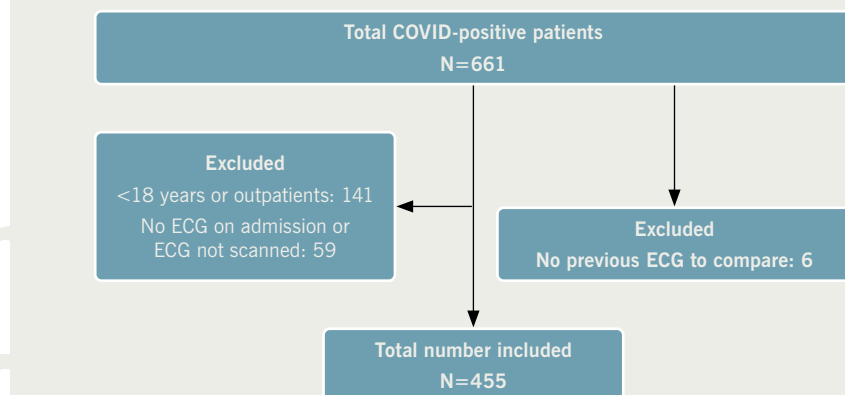 Total COVID-positive patients
N=661
Excluded
<18 years or outpatients: 141
No ECG on admission or
ECG not scanned: 59
Excluded
No previous ECG to compare: 6
Total number included
N=455